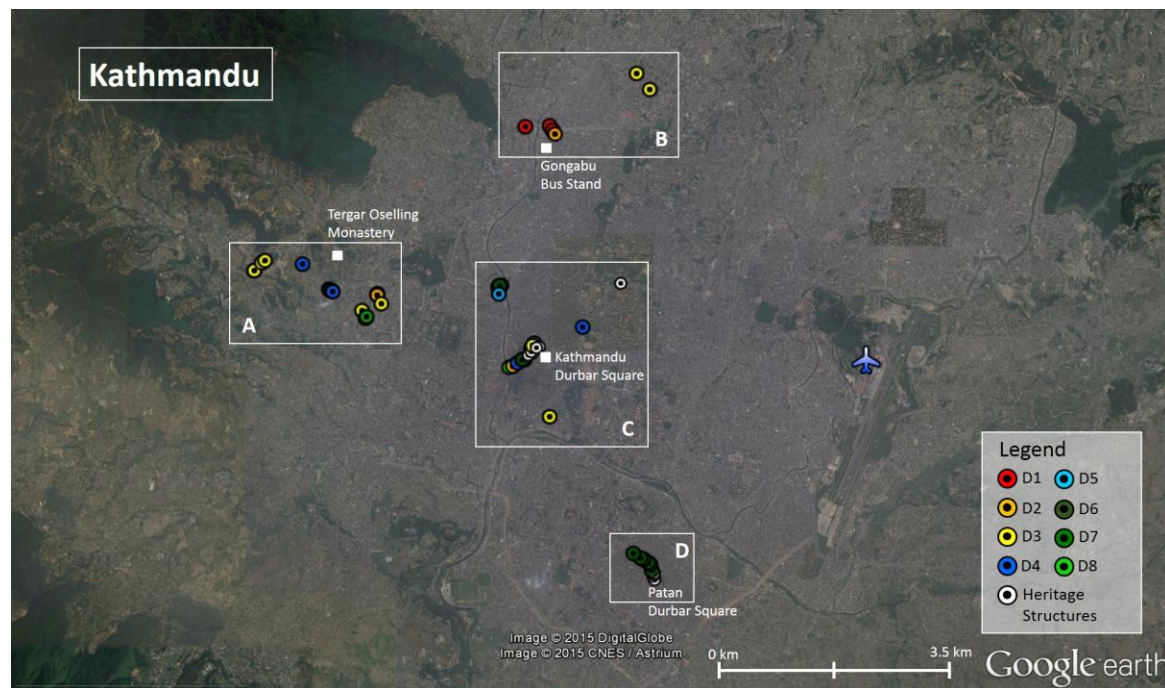 Kathmandu
B
Gongabu
Bus Stand
Tergar Oselling
Monastery
A
Kathmandu
Durbar Square
C
D
Patan
Durbar Square
Legend
D1
D5
D2
D6
D3
D7
D4
D8
Heritage
Structures
Image © 2015 DigitalGlobe
Image © 2015 CNES / Astrium
0 km
3.5 km
Google earth